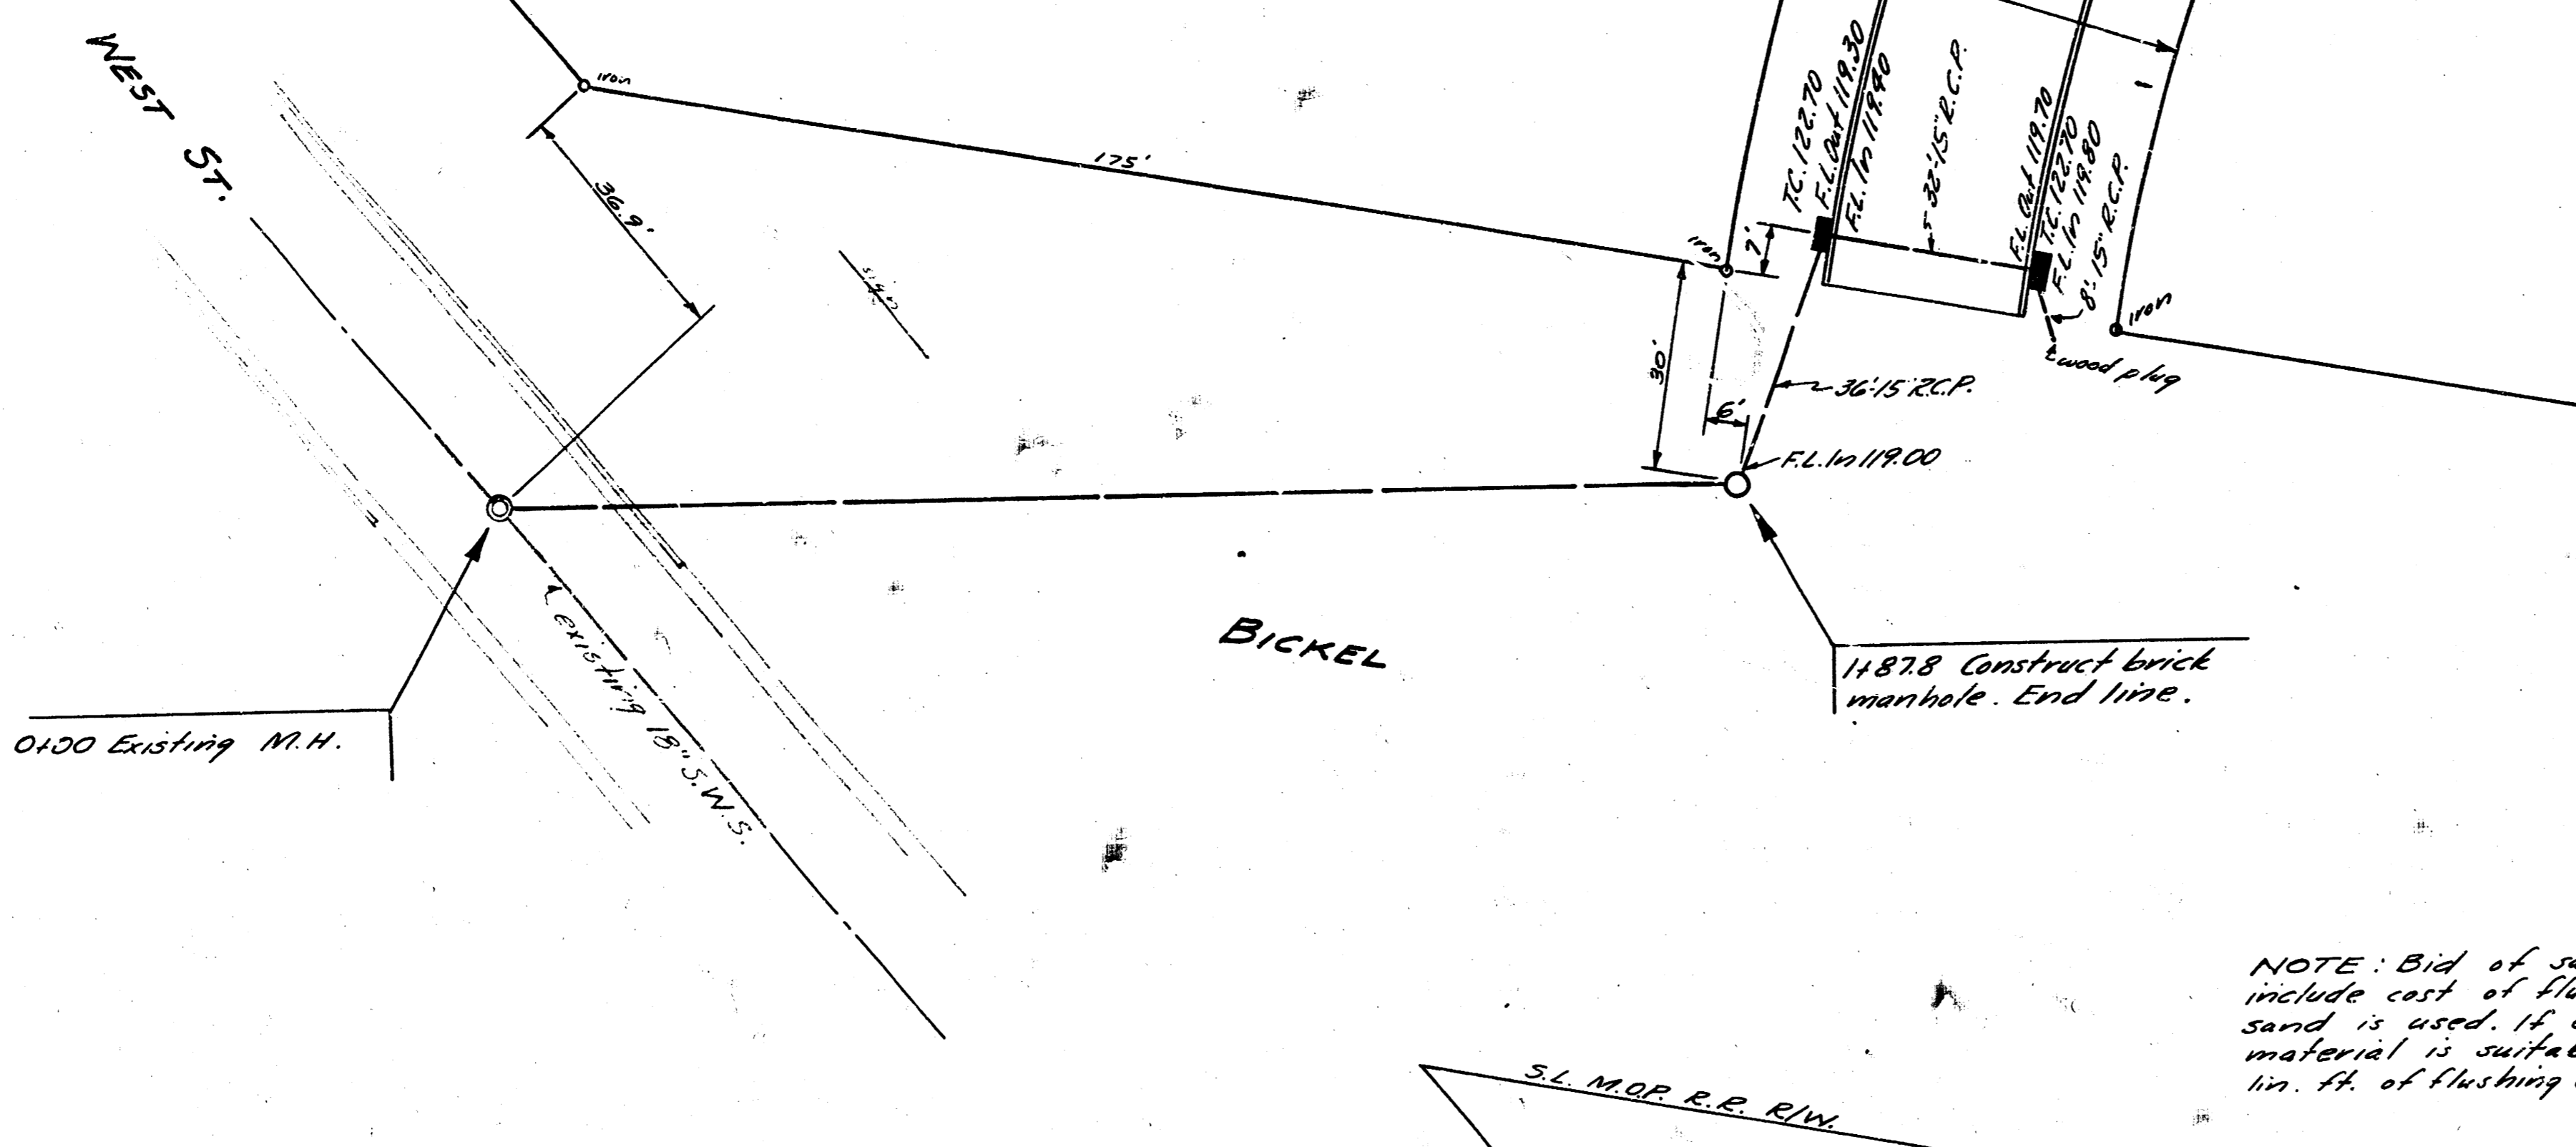 WEST ST.
iron
175'
36.9'
sign
iron
7'
30'
6'
T.C. 122.70
F.L. Out 119.30
F.L. In 119.40
32'-15" R.C.P.
F.L. Out 119.70
T.C. 122.70
F.L. In 119.80
8'-15" R.C.P.
iron
wood plug
36'-15" R.C.P.
F.L. In 119.00
BICKEL
1+87.8 Construct brick
manhole. End line.
0+00 Existing M.H.
existing 18" S.W.S.
NOTE: Bid of
include cost of
sand is used. If
material is
lin. ft. of flushing
S.L. M.O.P. R.R. R/W.